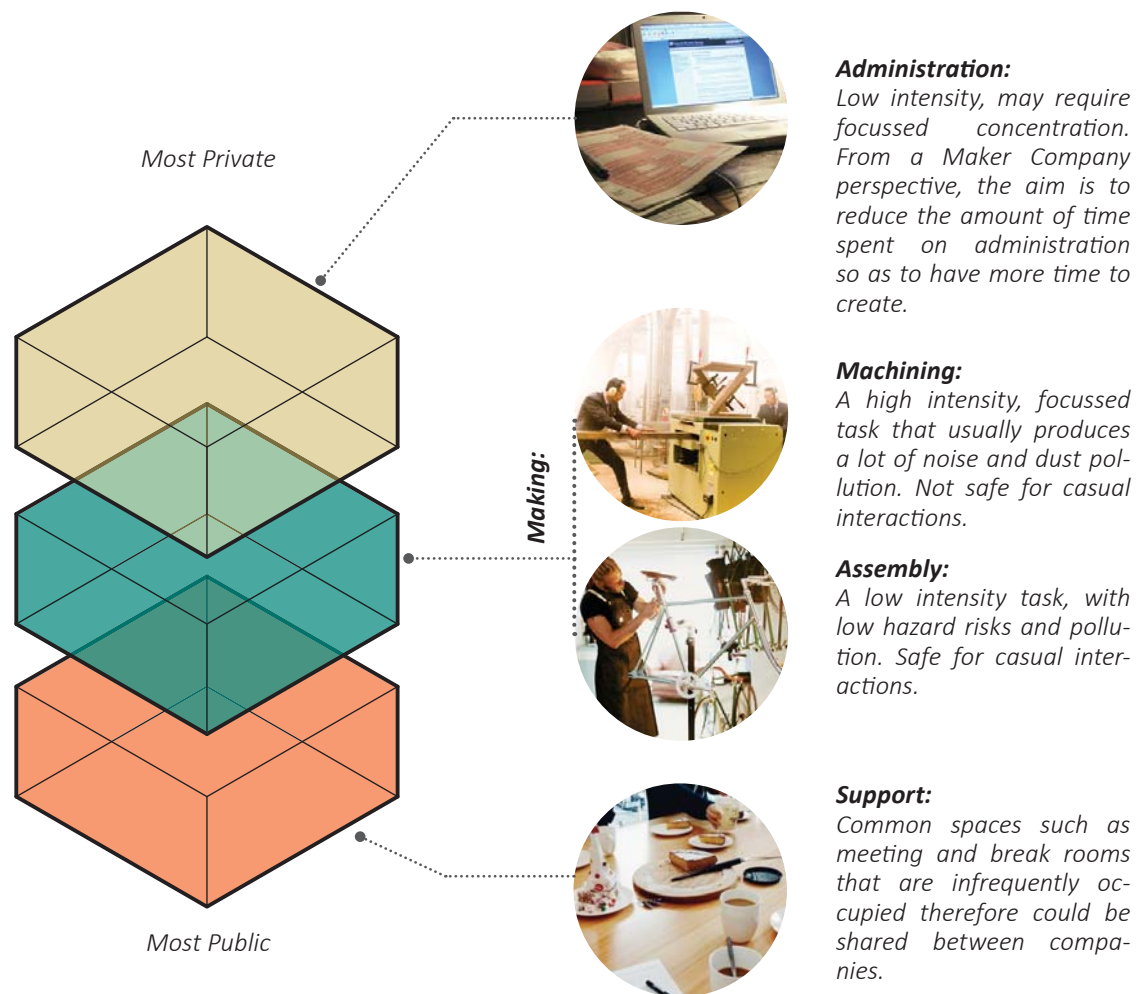 Most Private
Administration:
Low intensity, may require
focussed concentration.
From a Maker Company
perspective, the aim is to
reduce the amount of time
spent on administration
so as to have more time to
create.
Making:
Machining:
A high intensity, focussed
task that usually produces
a lot of noise and dust pol-
lution. Not safe for casual
interactions.
Assembly:
A low intensity task, with
low hazard risks and pollu-
tion. Safe for casual inter-
actions.
Support:
Common spaces such as
meeting and break rooms
that are infrequently oc-
cupied therefore could be
shared between compa-
nies.
Most Public